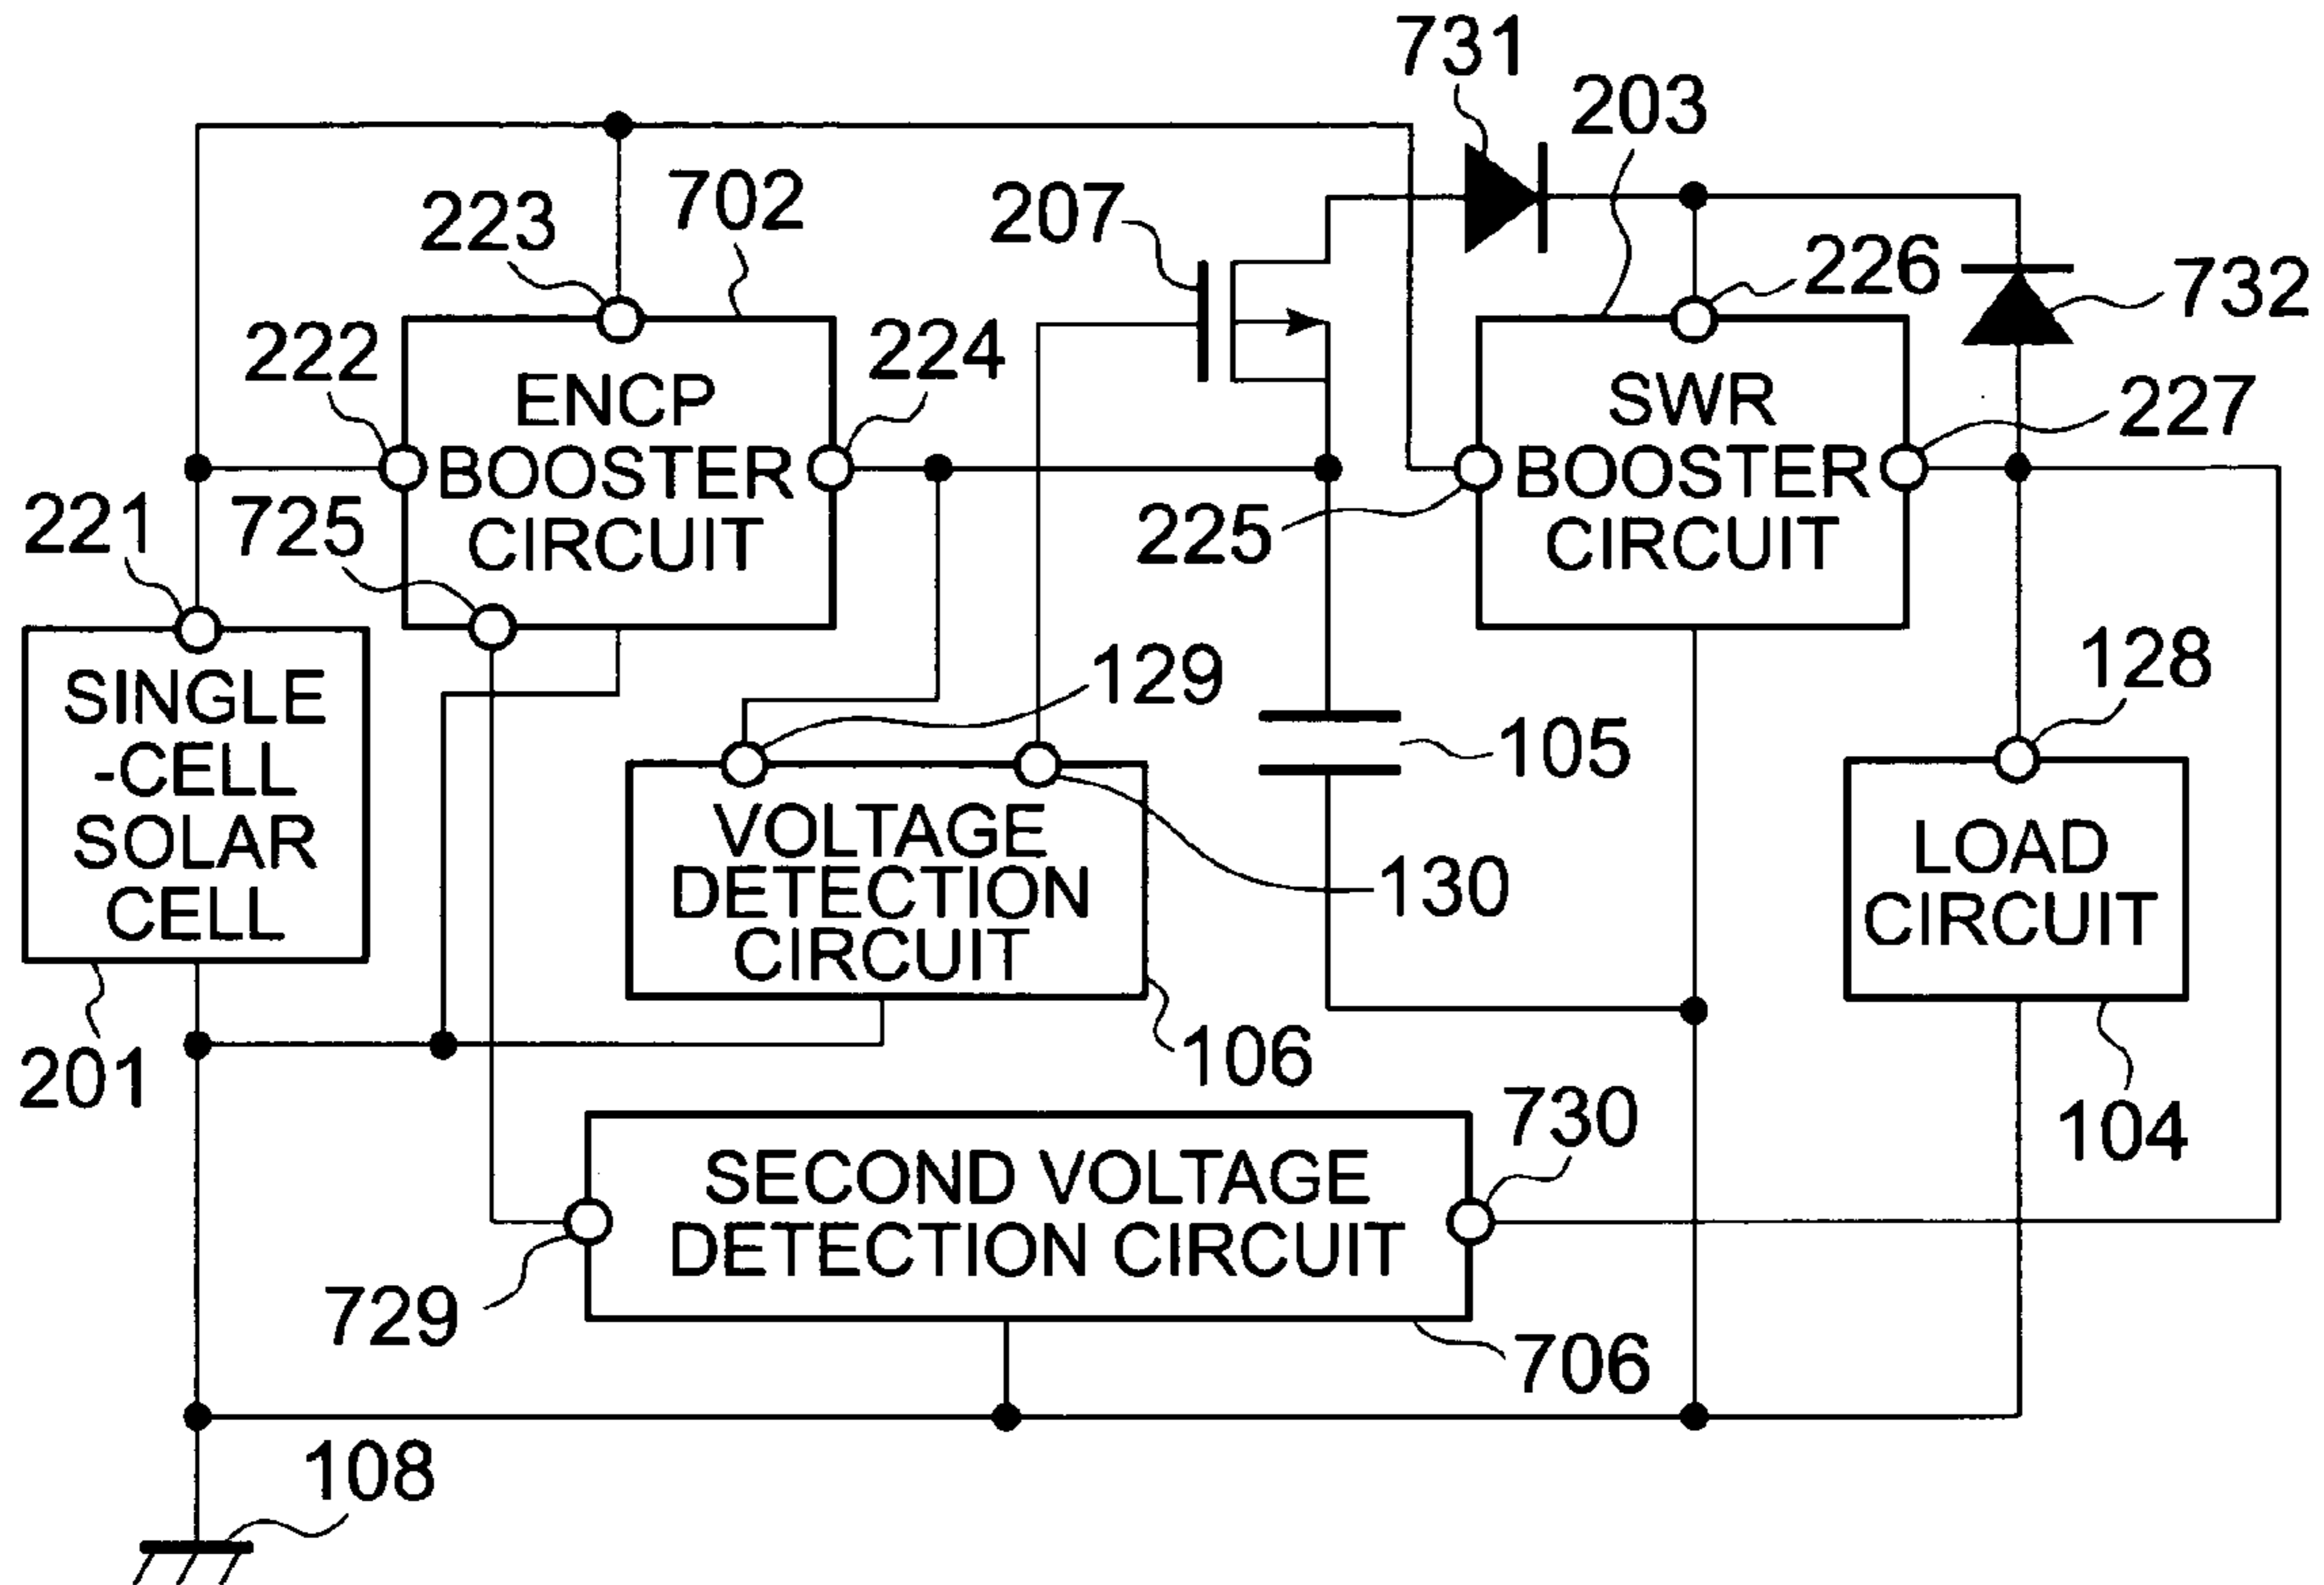 731
203
223
702
207
226
732
222
224
227
ENCP
BOOSTER
CIRCUIT
SWR
BOOSTER
CIRCUIT
221
725
225
129
128
105
SINGLE
-CELL
SOLAR
CELL
VOLTAGE
DETECTION
CIRCUIT
130
LOAD
CIRCUIT
201
106
730
104
SECOND VOLTAGE
DETECTION CIRCUIT
729
706
108